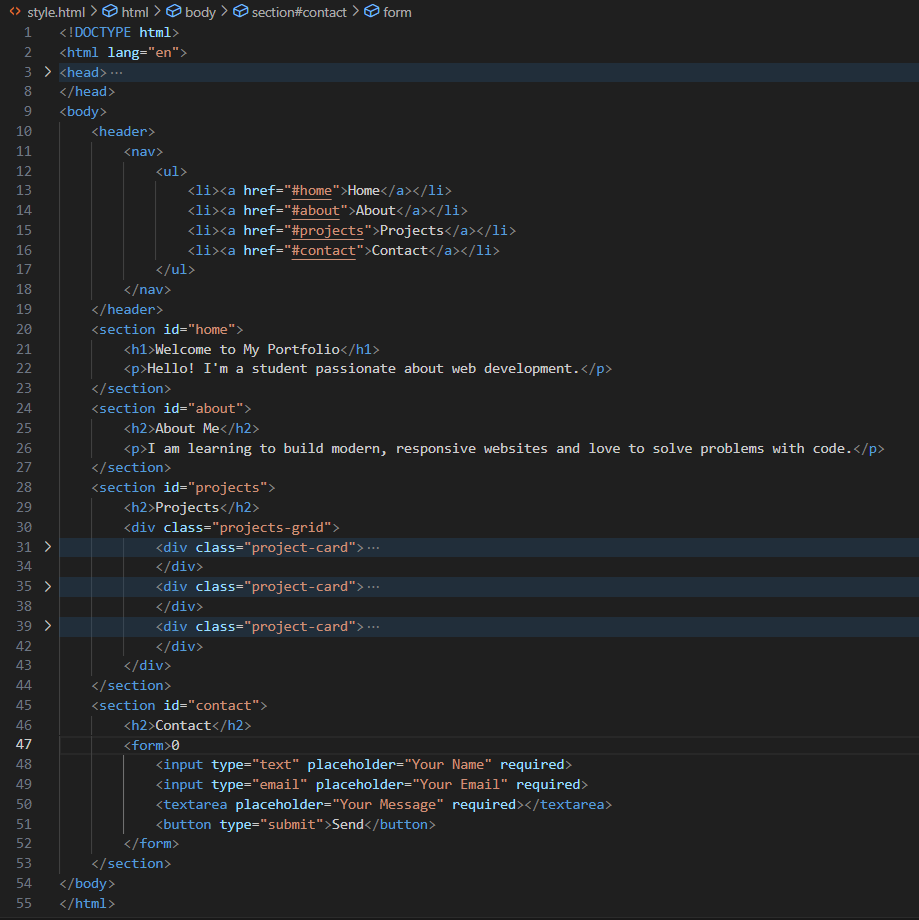 style.html > html > body > section#contact > form
1 <!DOCTYPE html>
2 <html lang="en">
3 <head>···
8 </head>
9 <body>
10     <header>
11         <nav>
12             <ul>
13                 <li><a href="#home">Home</a></li>
14                 <li><a href="#about">About</a></li>
15                 <li><a href="#projects">Projects</a></li>
16                 <li><a href="#contact">Contact</a></li>
17             </ul>
18         </nav>
19     </header>
20     <section id="home">
21         <h1>Welcome to My Portfolio</h1>
22         <p>Hello! I'm a student passionate about web development.</p>
23     </section>
24     <section id="about">
25         <h2>About Me</h2>
26         <p>I am learning to build modern, responsive websites and love to solve problems with code.</p>
27     </section>
28     <section id="projects">
29         <h2>Projects</h2>
30         <div class="projects-grid">
31             <div class="project-card">···
34             </div>
35             <div class="project-card">···
38             </div>
39             <div class="project-card">···
42             </div>
43         </div>
44     </section>
45     <section id="contact">
46         <h2>Contact</h2>
47         <form>0
48             <input type="text" placeholder="Your Name" required>
49             <input type="email" placeholder="Your Email" required>
50             <textarea placeholder="Your Message" required></textarea>
51             <button type="submit">Send</button>
52         </form>
53     </section>
54 </body>
55 </html>